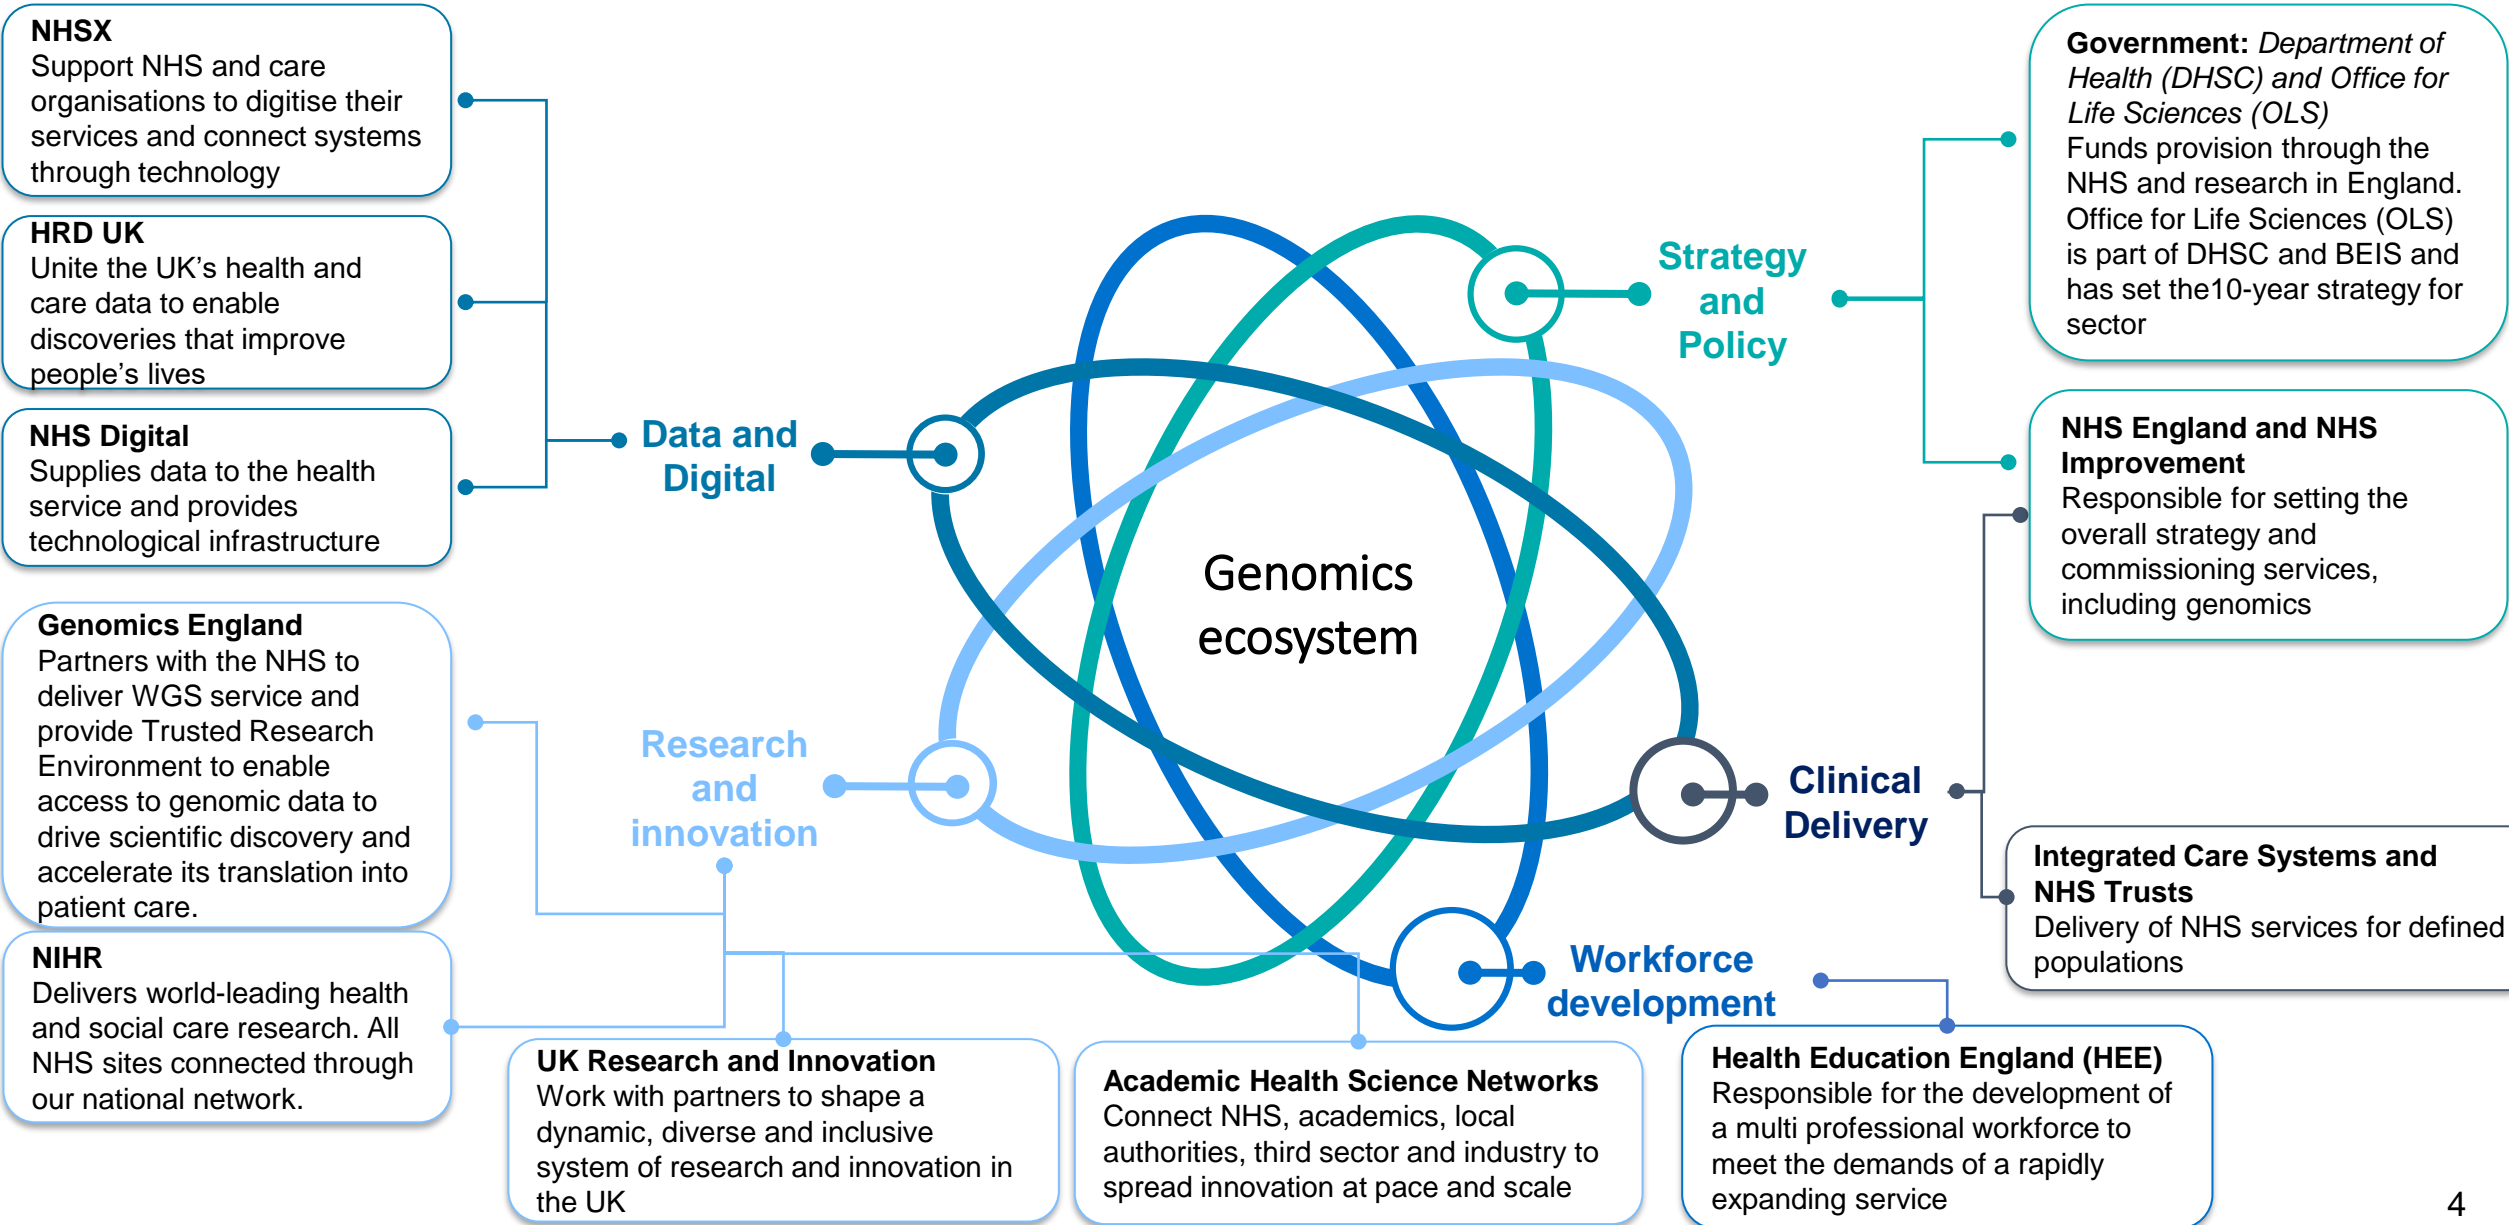 NHSX
Support NHS and care
organisations to digitise their
services and connect systems
through technology
HRD UK
Unite the UK’s health and
care data to enable
discoveries that improve
people’s lives
NHS Digital
Supplies data to the health
service and provides
technological infrastructure
Genomics England
Partners with the NHS to
deliver WGS service and
provide Trusted Research
Environment to enable
access to genomic data to
drive scientific discovery and
accelerate its translation into
patient care.
NIHR
Delivers world-leading health
and social care research. All
NHS sites connected through
our national network.
Data and
Digital
Research
and
innovation
Genomics
ecosystem
Strategy
and
Policy
Clinical
Delivery
Workforce
development
Government: Department of
Health (DHSC) and Office for
Life Sciences (OLS)
Funds provision through the
NHS and research in England.
Office for Life Sciences (OLS)
is part of DHSC and BEIS and
has set the10-year strategy for
sector
NHS England and NHS
Improvement
Responsible for setting the
overall strategy and
commissioning services,
including genomics
Integrated Care Systems and
NHS Trusts
Delivery of NHS services for defined
populations
UK Research and Innovation
Work with partners to shape a
dynamic, diverse and inclusive
system of research and innovation in
the UK
Academic Health Science Networks
Connect NHS, academics, local
authorities, third sector and industry to
spread innovation at pace and scale
Health Education England (HEE)
Responsible for the development of
a multi professional workforce to
meet the demands of a rapidly
expanding service
4